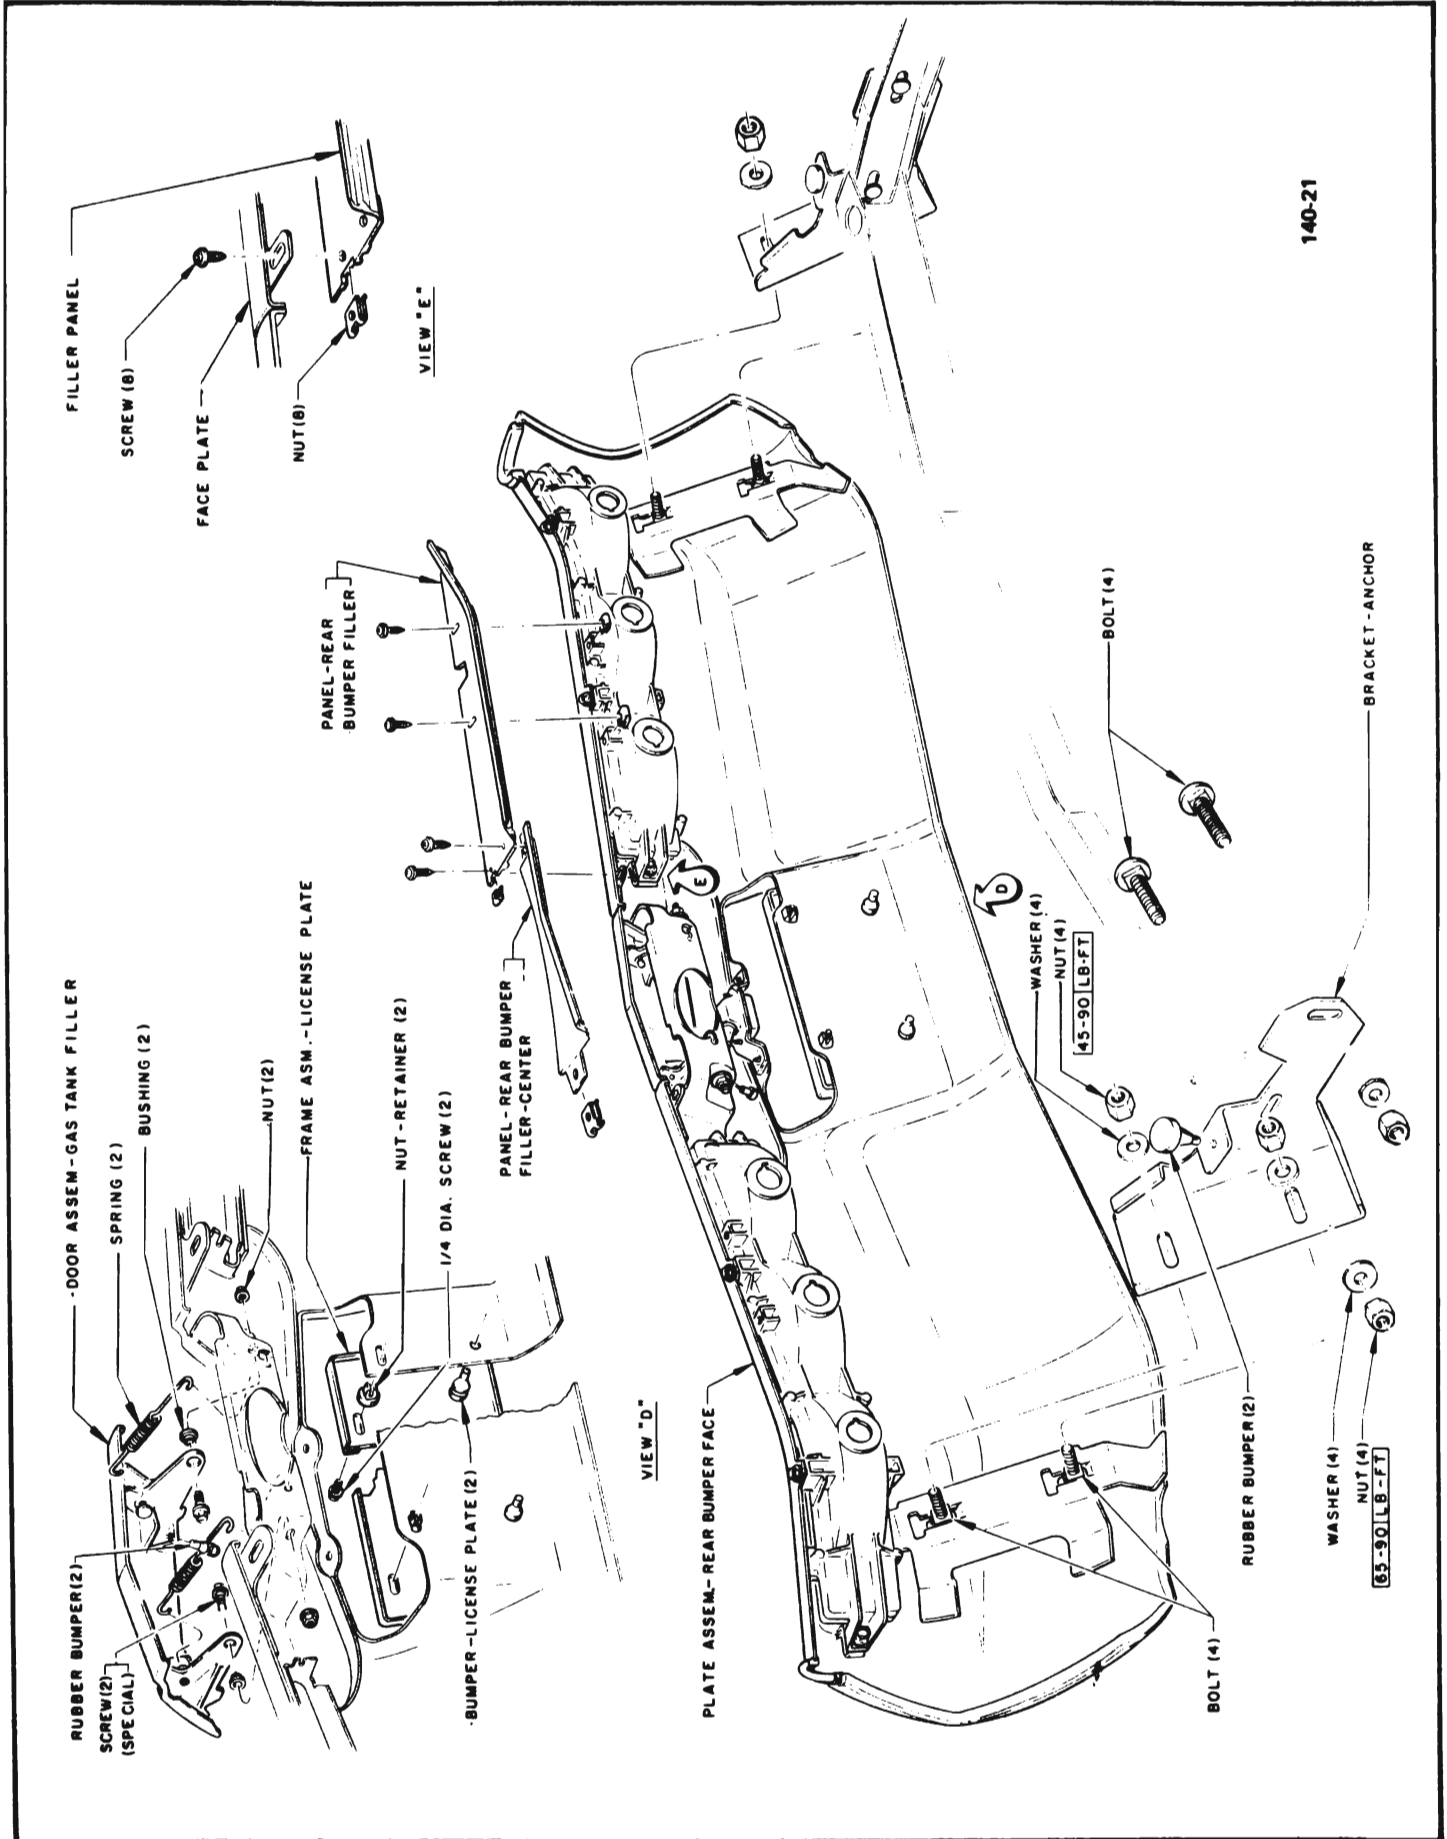 DOOR ASSEM-GAS TANK FILLER
SPRING (2)
BUSHING (2)
NUT(2)
FRAME ASM.-LICENSE PLATE
NUT-RETAINER (2)
1/4 DIA. SCREW (2)
RUBBER BUMPER(2)
SCREW(2)
(SPECIAL)
BUMPER-LICENSE PLATE (2)
VIEW "D"
FILLER PANEL
SCREW (8)
FACE PLATE
NUT(8)
VIEW "E"
PANEL-REAR
BUMPER FILLER
PANEL-REAR BUMPER
FILLER-CENTER
E
D
PLATE ASSEM.-REAR BUMPER FACE
WASHER (4)
NUT (4)
45-90 LB-FT
BOLT(4)
BRACKET-ANCHOR
RUBBER BUMPER(2)
WASHER (4)
NUT (4)
65-90 LB-FT
BOLT (4)
140-21